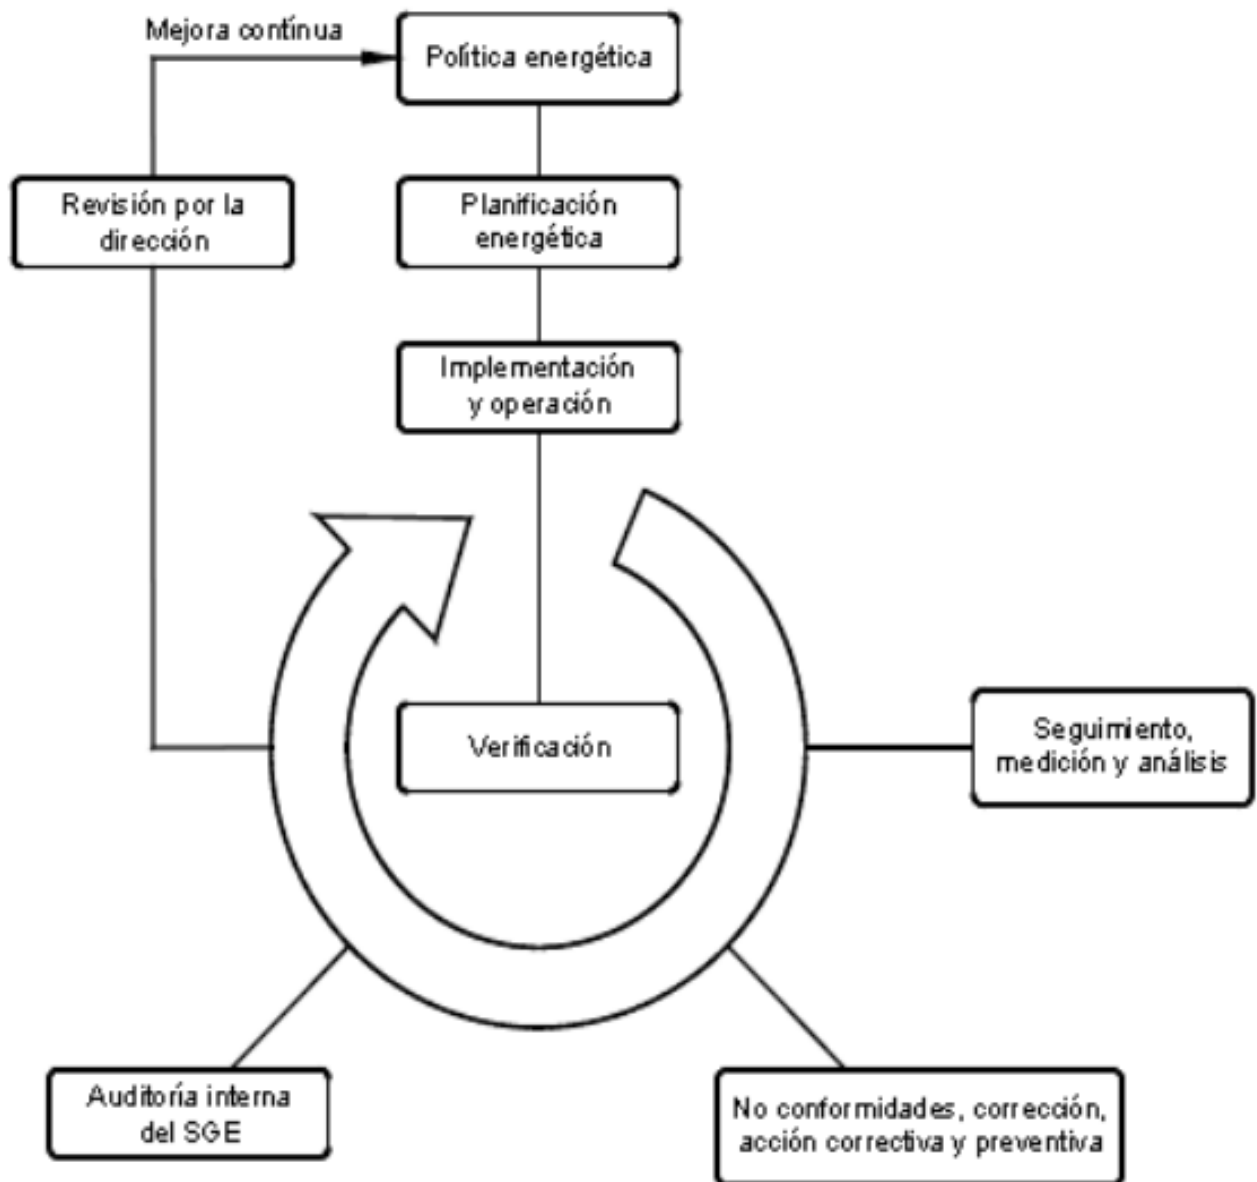 Mejora contínua
Política energética
Revisión por la
dirección
Planificación
energética
Implementación
y operación
Verificación
Seguimiento,
medición y análisis
Auditoría interna
del SGE
No conformidades, corrección,
acción correctiva y preventiva